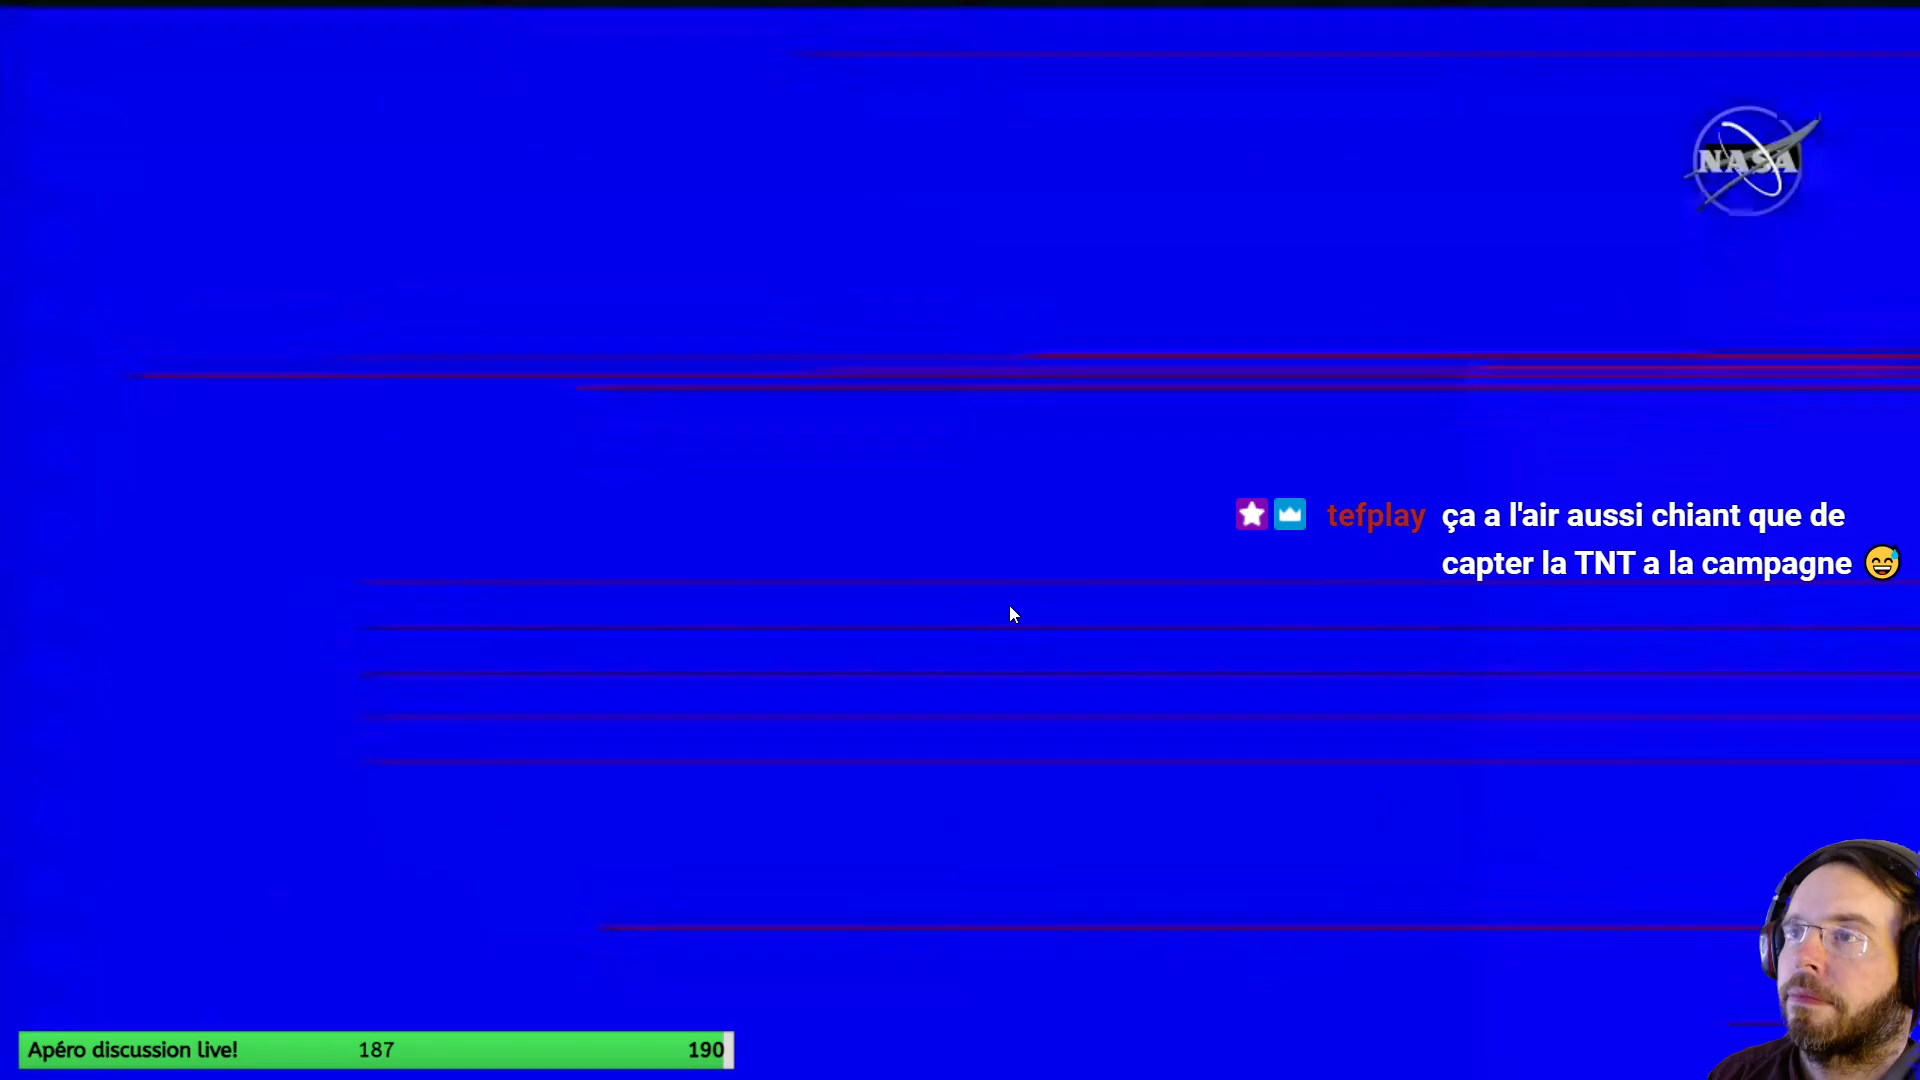 NASA
tefplay ça a l'air aussi chiant que de
capter la TNT a la campagne 😅
Apéro discussion live! 187 190